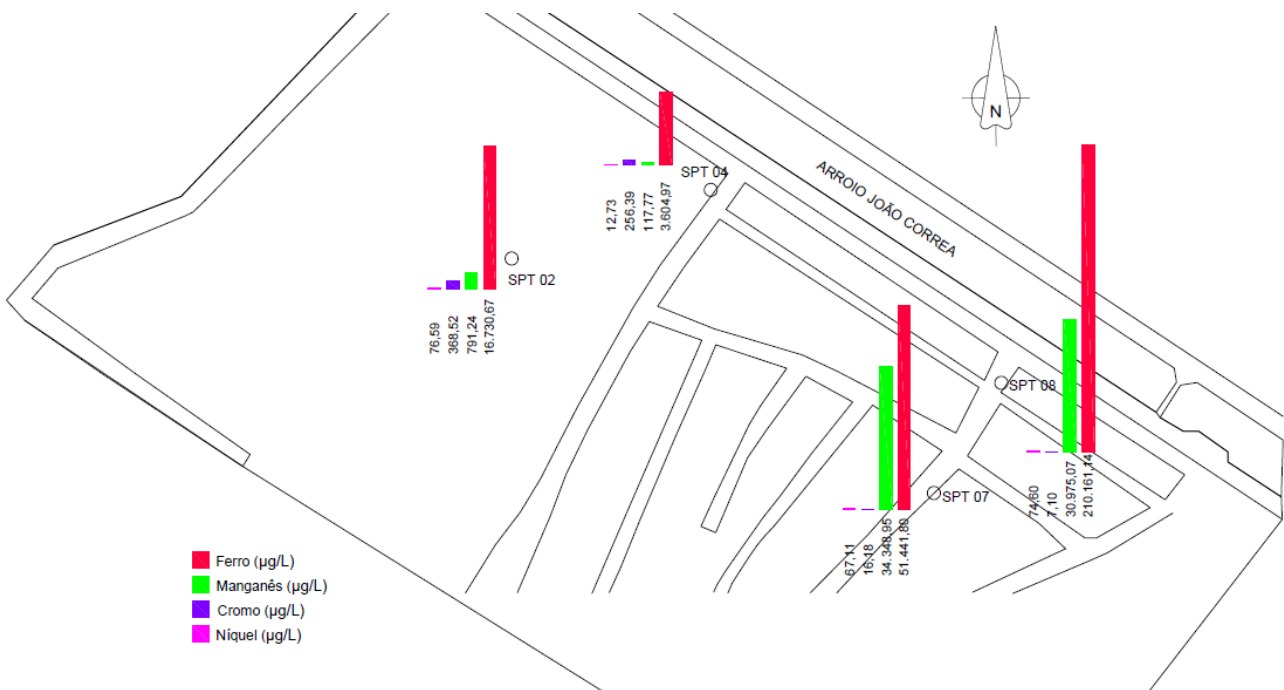 N
ARROIO JOÃO CORREA
SPT 04
12,73
256,39
117,77
3.604,97
SPT 02
76,59
368,52
791,24
16.730,67
SPT 08
74,60
7,10
30.975,07
210.161,14
SPT 07
67,11
16,18
34.348,95
51.441,80
Ferro (µg/L)
Manganês (µg/L)
Cromo (µg/L)
Níquel (µg/L)